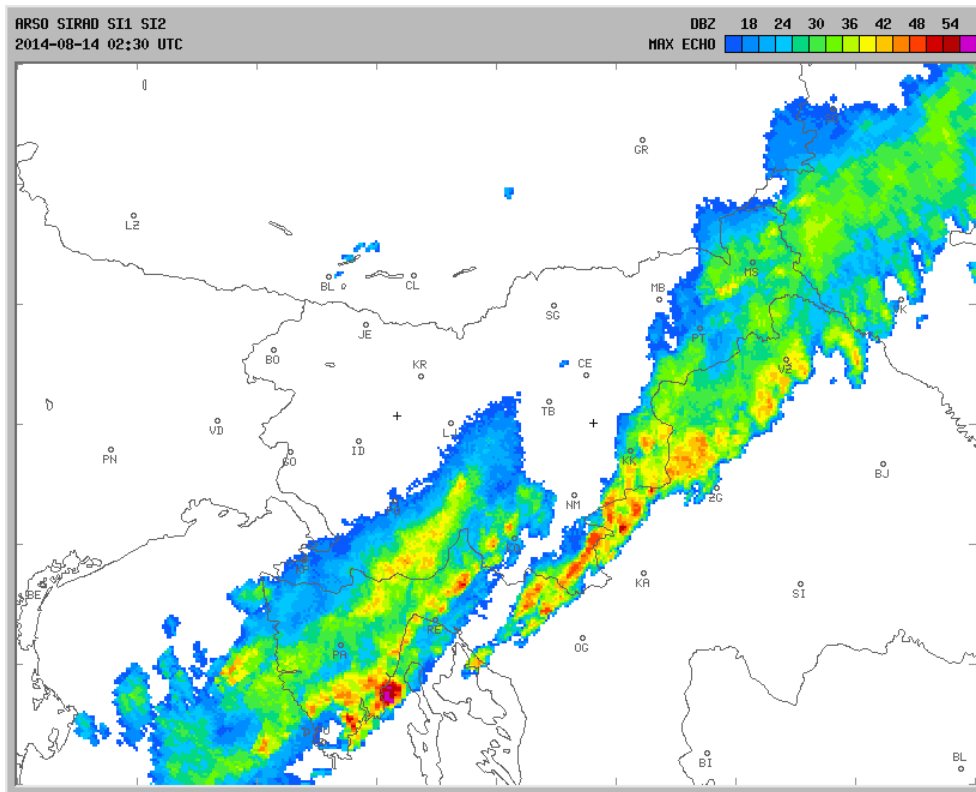 ARSO SIRAD SI1 SI2
DBZ 18 24 30 36 42 48 54
2014-08-14 02:30 UTC
MAX ECHO
GR
LZ
MS
BL
CL
MB
K
SG
JE
PT
BO
KR
CE
VZ
TB
VD
LJ
PN
GO
ID
KK
BJ
NM
ZG
KA
BE
SI
RE
PA
OG
BI
BL